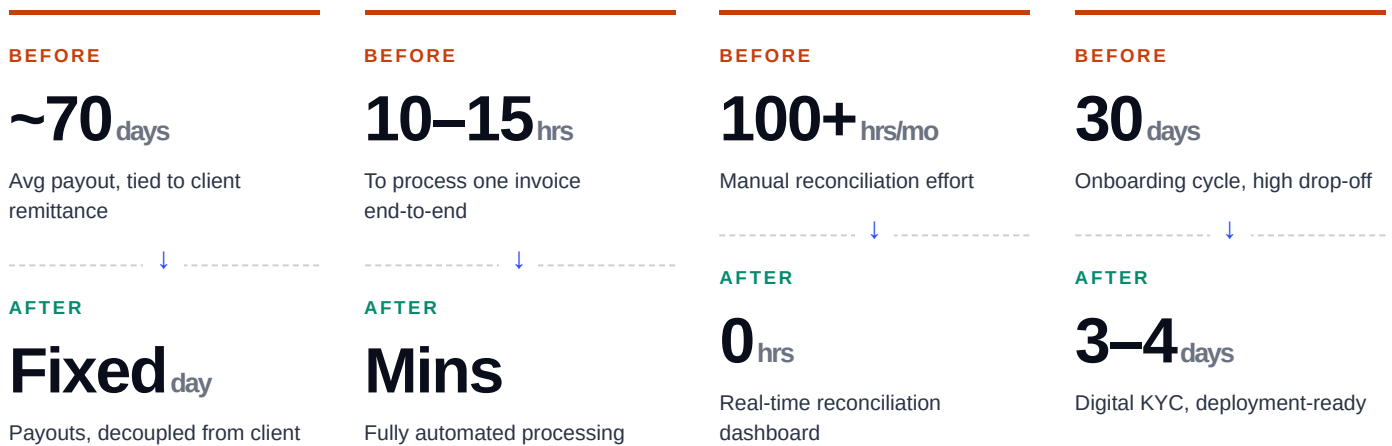 BEFORE
~70 days
Avg payout, tied to client
remittance
↓
AFTER
Fixed day
Payouts, decoupled from client
BEFORE
10–15 hrs
To process one invoice
end-to-end
↓
AFTER
Mins
Fully automated processing
BEFORE
100+ hrs/mo
Manual reconciliation effort
↓
AFTER
0 hrs
Real-time reconciliation
dashboard
BEFORE
30 days
Onboarding cycle, high drop-off
↓
AFTER
3–4 days
Digital KYC, deployment-ready